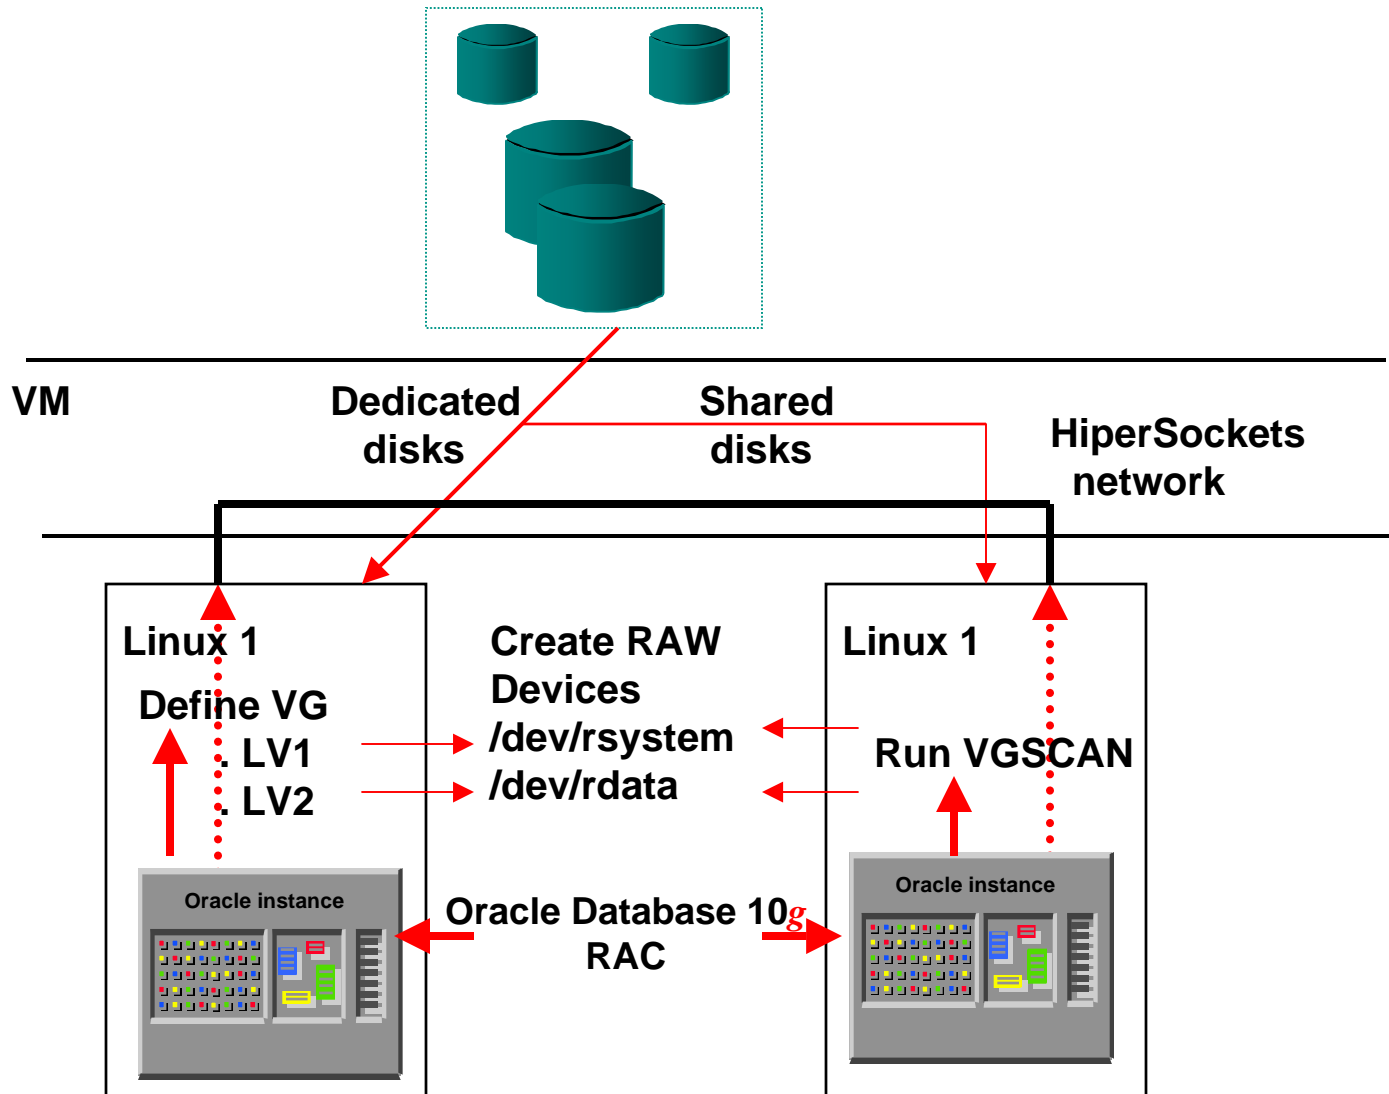 VM
Dedicated
disks
Shared
disks
HiperSockets
network
Linux 1
Define VG
. LV1
. LV2
Create RAW
Devices
/dev/rsystem
/dev/rdata
Linux 1
Run VGSCAN
Oracle instance
Oracle Database 10g
RAC
Oracle instance